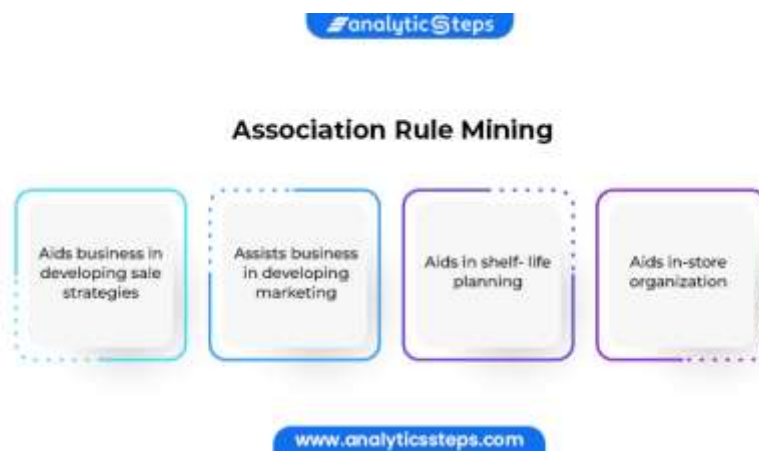 analyticSteps
Association Rule Mining
Aids business in
developing sale
strategies
Assists business
in developing
marketing
Aids in shelf- life
planning
Aids in-store
organization
www.analyticssteps.com